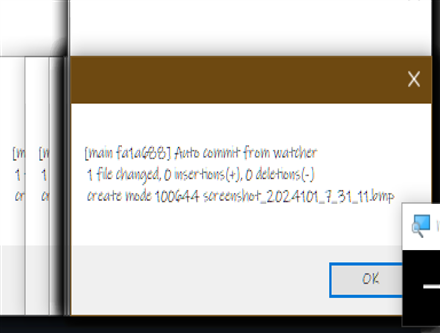 [main fa1a688] Auto commit from watcher
1 file changed, 0 insertions(+), 0 deletions(-)
create mode 100644 screenshot_2024101_7_31_11.bmp
OK
[m
[m
1
1
cr
cr